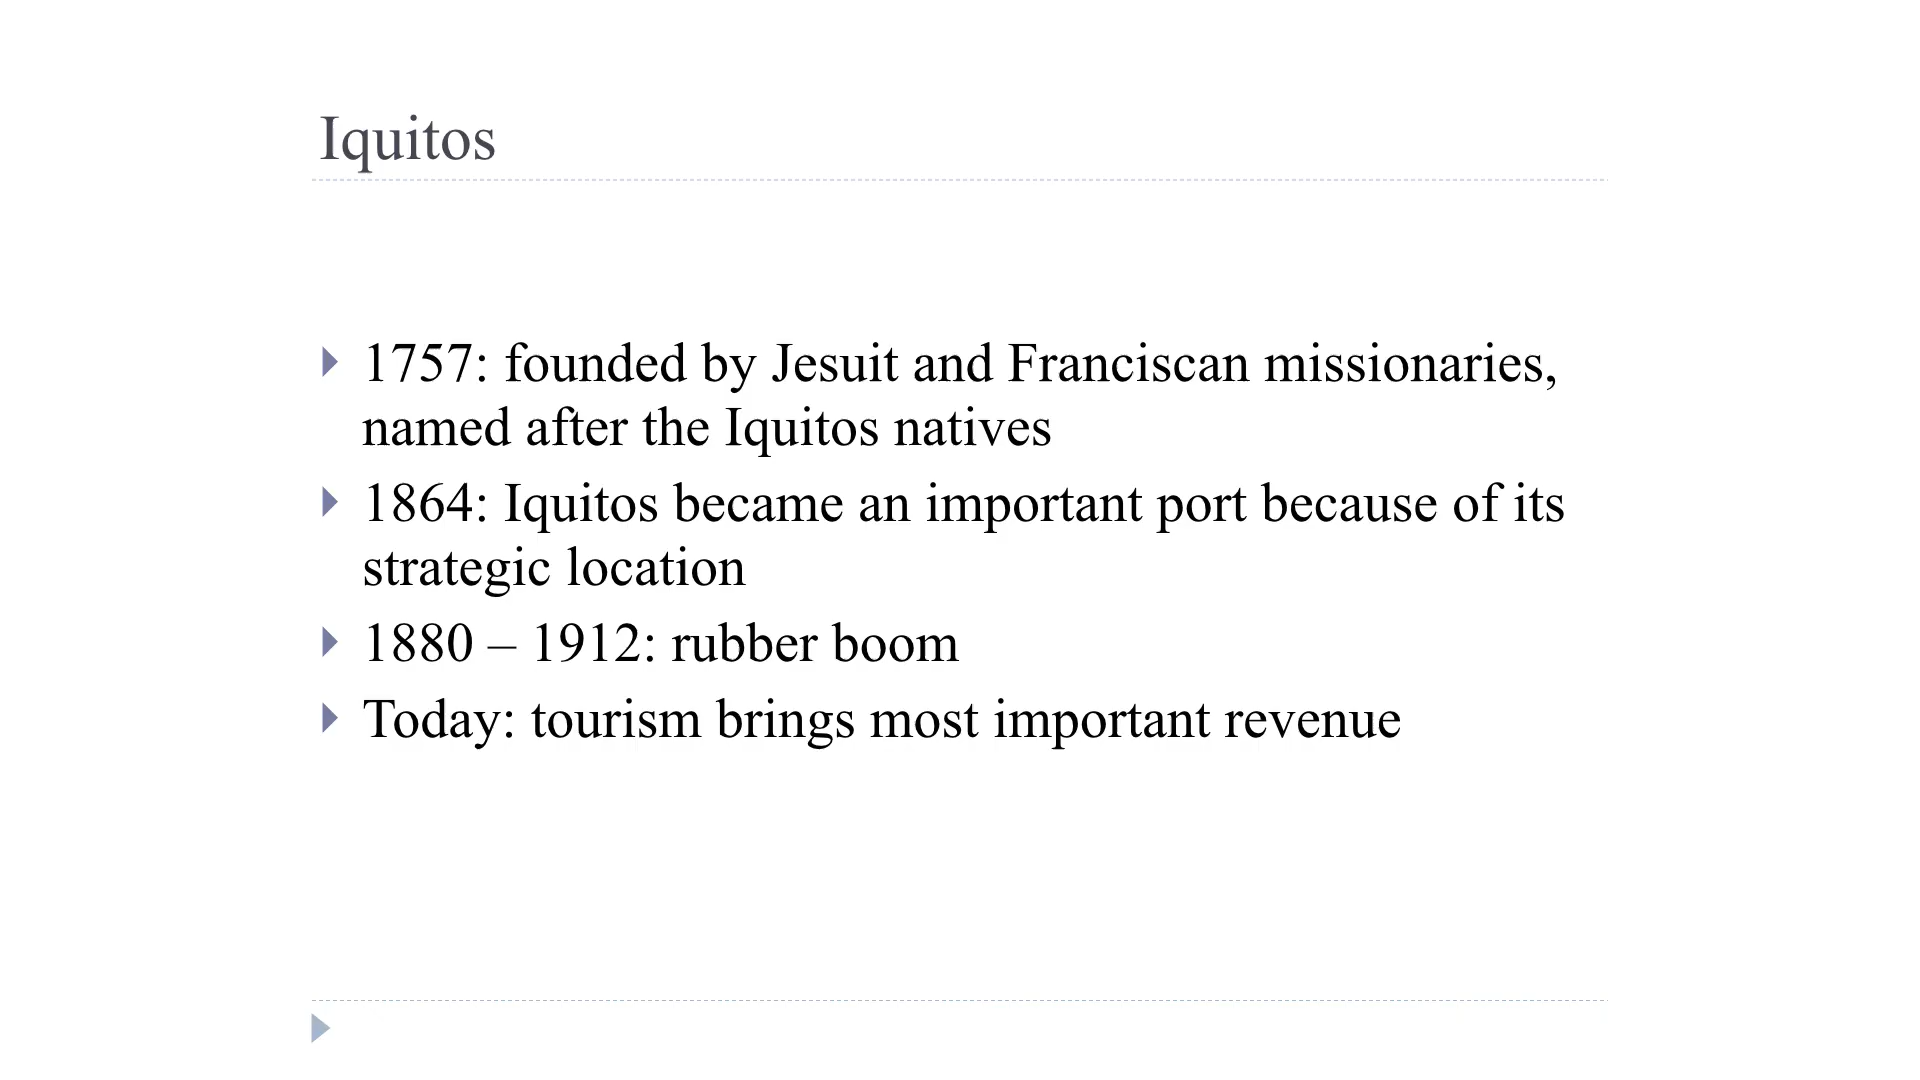 Iquitos
1757: founded by Jesuit and Franciscan missionaries,
named after the Iquitos natives
1864: Iquitos became an important port because of its
strategic location
1880 – 1912: rubber boom
Today: tourism brings most important revenue